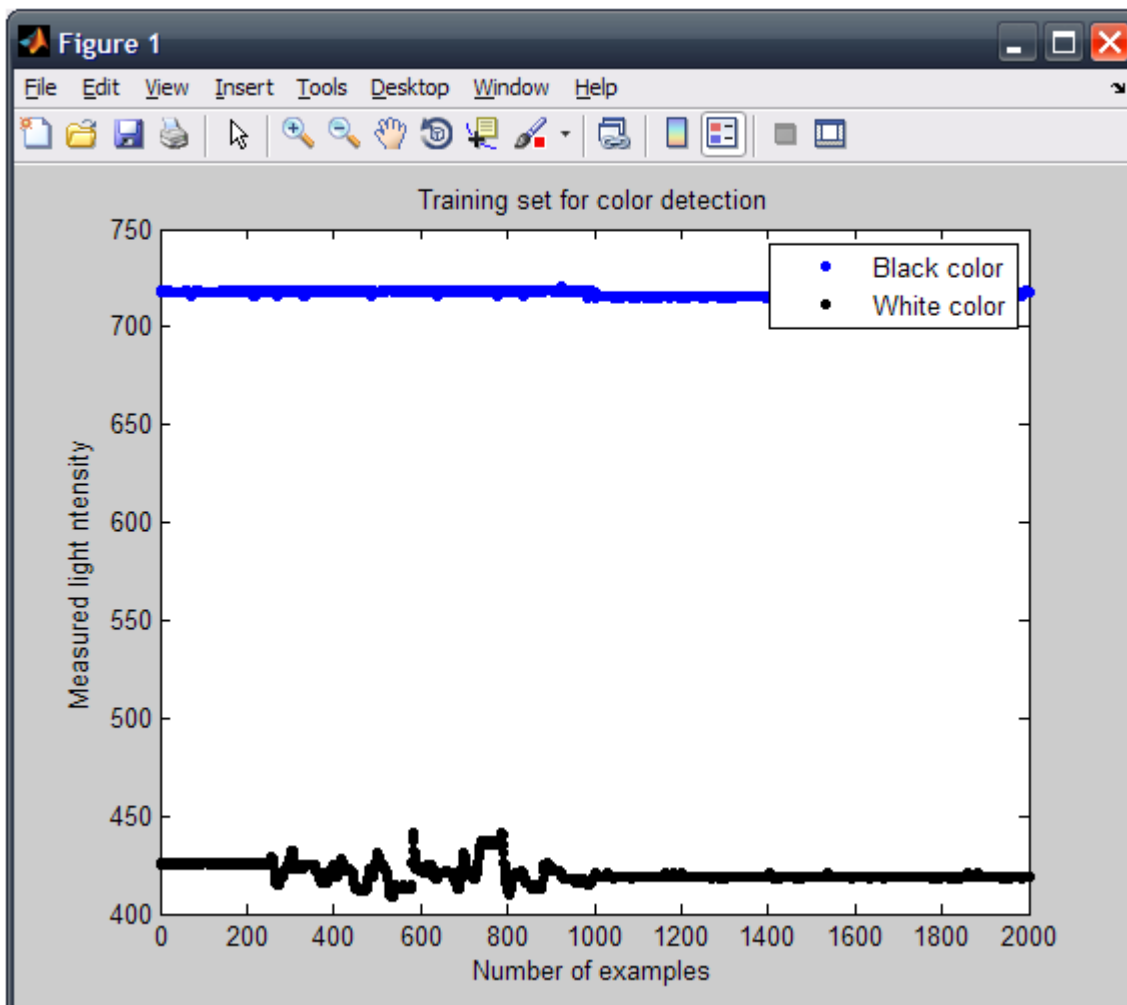 Figure 1
File Edit View Insert Tools Desktop Window Help
Training set for color detection
750
700
650
600
550
500
450
400
Measured light ntensity
Black color
White color
0 200 400 600 800 1000 1200 1400 1600 1800 2000
Number of examples